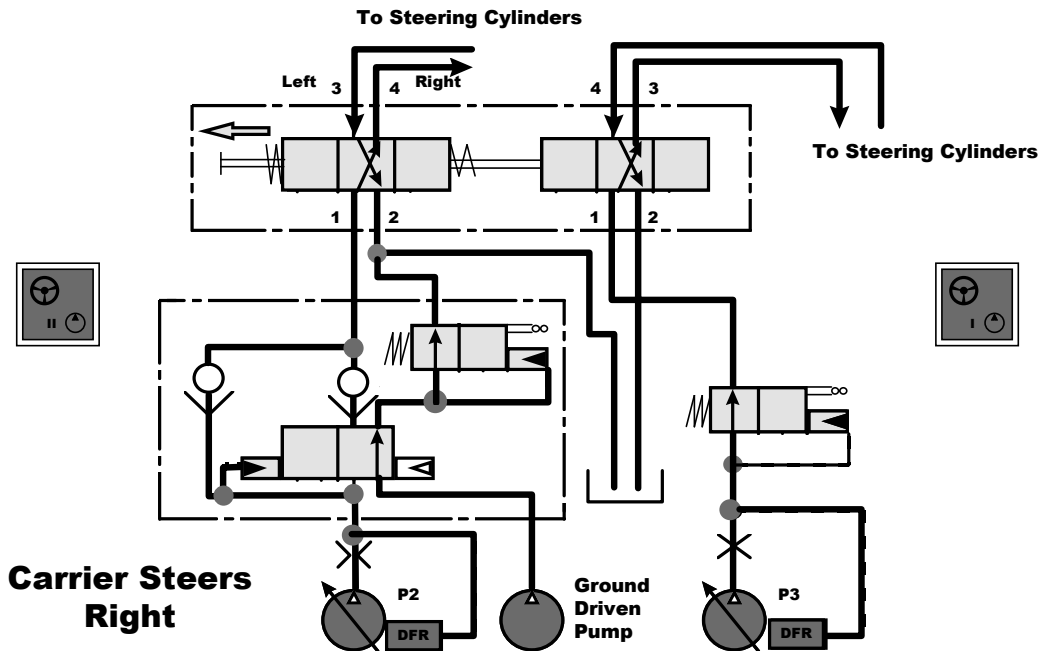 To Steering Cylinders
Left 3 4 Right
4 3
To Steering Cylinders
1 2
1 2
II
I
P2
DFR
Ground
Driven
Pump
P3
DFR
Carrier Steers
Right